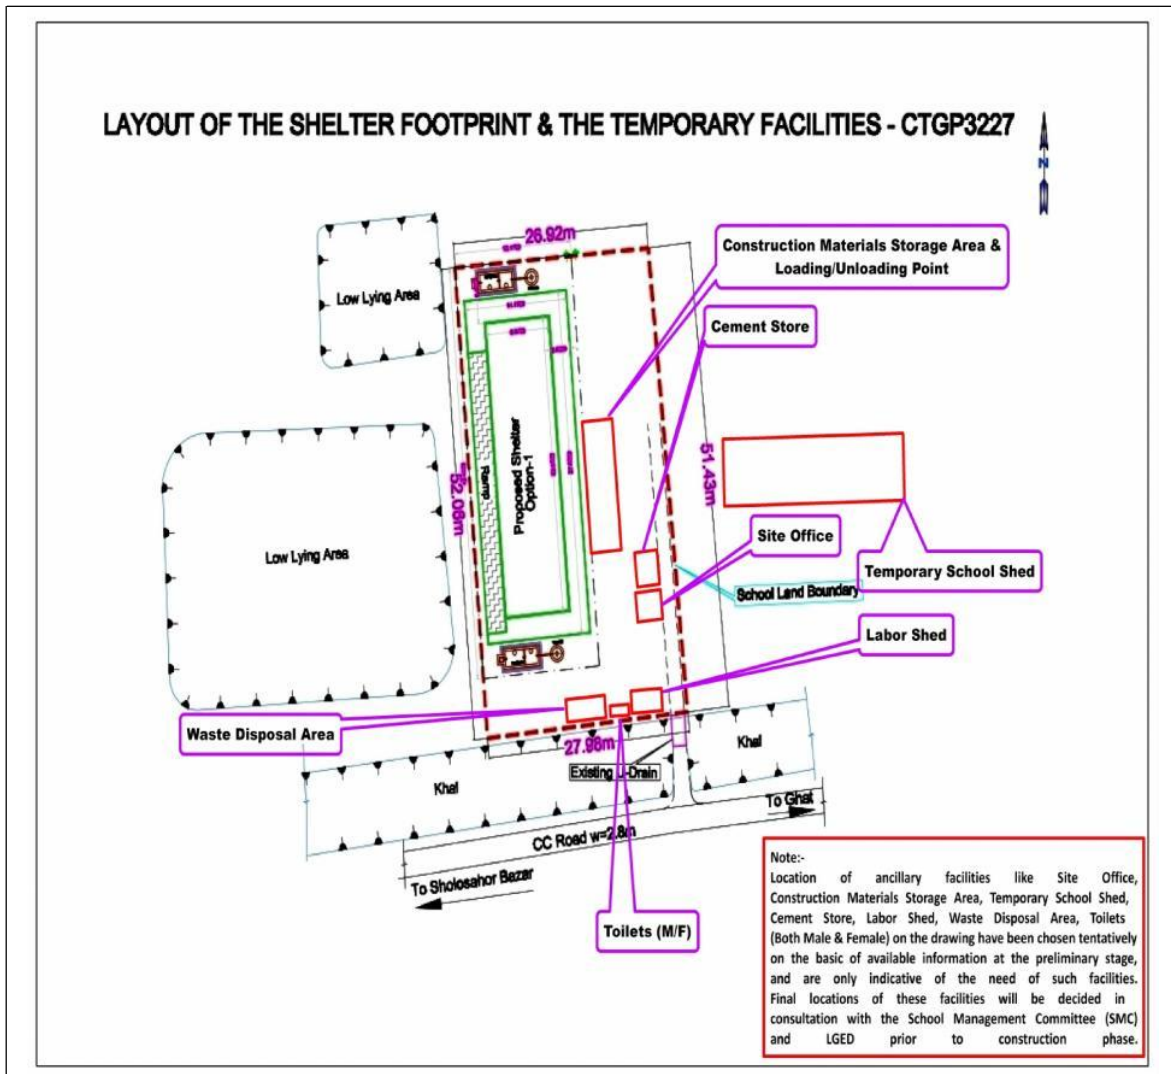 LAYOUT OF THE SHELTER FOOTPRINT & THE TEMPORARY FACILITIES - CTGP3227
N
26.92m
Construction Materials Storage Area &
Loading/Unloading Point
Low Lying Area
Cement Store
Proposed Shelter
Option-1
Ramp
52.08m
51.43m
Low Lying Area
Site Office
Temporary School Shed
School Land Boundary
Labor Shed
Waste Disposal Area
27.98m
Khal
Existing U-Drain
Khal
To Ghat
CC Road w=2.8m
To Sholosahor Bazar
Toilets (M/F)
Note:-
Location of ancillary facilities like Site Office,
Construction Materials Storage Area, Temporary School Shed,
Cement Store, Labor Shed, Waste Disposal Area, Toilets
(Both Male & Female) on the drawing have been chosen tentatively
on the basic of available information at the preliminary stage,
and are only indicative of the need of such facilities.
Final locations of these facilities will be decided in
consultation with the School Management Committee (SMC)
and LGED prior to construction phase.